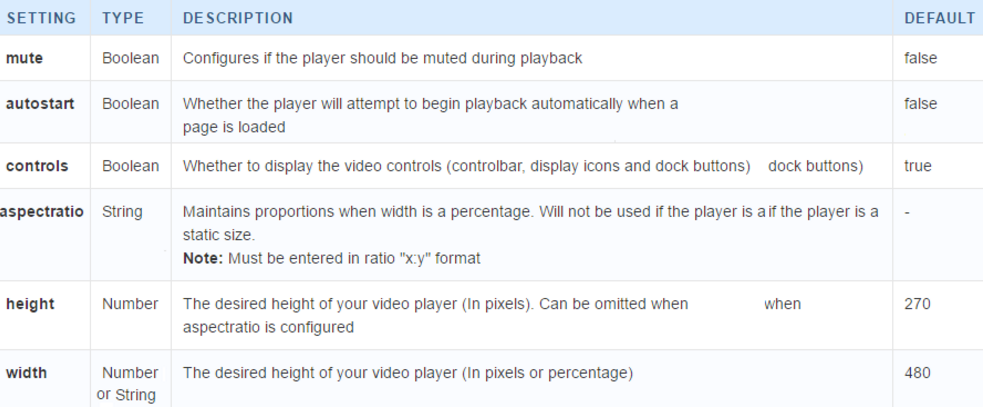 SETTING TYPE DESCRIPTION DEFAULT
mute Boolean Configures if the player should be muted during playback false
autostart Boolean Whether the player will attempt to begin playback automatically when a false
page is loaded
controls Boolean Whether to display the video controls (controlbar, display icons and dock buttons) dock buttons) true
aspectratio String Maintains proportions when width is a percentage. Will not be used if the player is a if the player is a -
static size.
Note: Must be entered in ratio "x:y" format
height Number The desired height of your video player (In pixels). Can be omitted when when 270
aspectratio is configured
width Number The desired height of your video player (In pixels or percentage) 480
or String